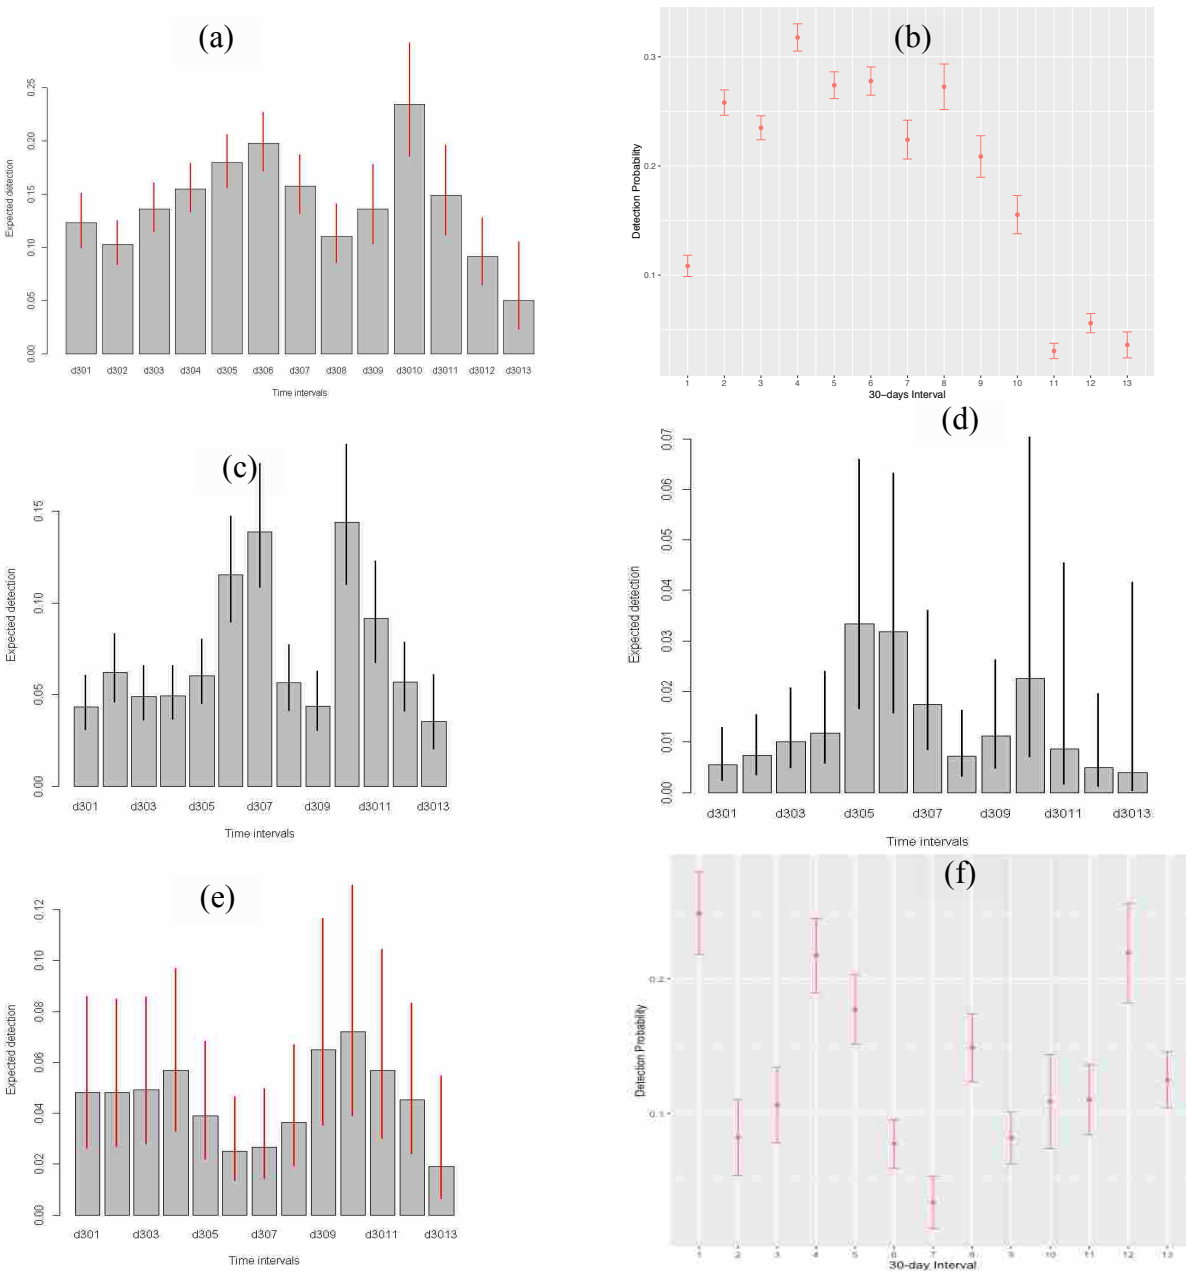 (a)
Expected detection
0.25
0.20
0.15
0.10
0.05
0.00
d301 d302 d303 d304 d305 d306 d307 d308 d309 d3010 d3011 d3012 d3013
Time intervals
(b)
Detection Probability
0.3
0.2
0.1
1 2 3 4 5 6 7 8 9 10 11 12 13
30-days Interval
(c)
Expected detection
0.15
0.10
0.05
0.00
d301 d303 d305 d307 d309 d3011 d3013
Time intervals
(d)
Expected detection
0.07
0.06
0.05
0.04
0.03
0.02
0.01
0.00
d301 d303 d305 d307 d309 d3011 d3013
Time intervals
(e)
Expected detection
0.12
0.10
0.08
0.06
0.04
0.02
0.00
d301 d303 d305 d307 d309 d3011 d3013
Time intervals
(f)
Detection Probability
0.2
0.1
1 2 3 4 5 6 7 8 9 10 11 12 13
30-day Interval